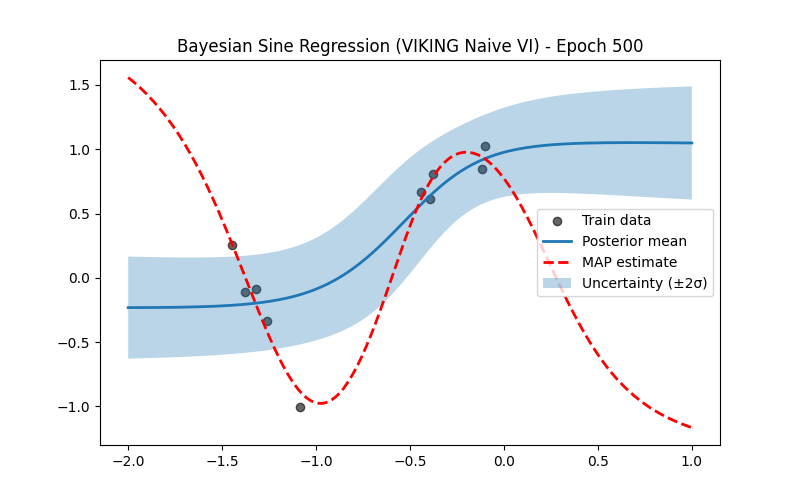 Bayesian Sine Regression (VIKING Naive VI) - Epoch 500
1.5
1.0
0.5
0.0
−0.5
−1.0
Train data
Posterior mean
MAP estimate
Uncertainty (±2σ)
−2.0 −1.5 −1.0 −0.5 0.0 0.5 1.0